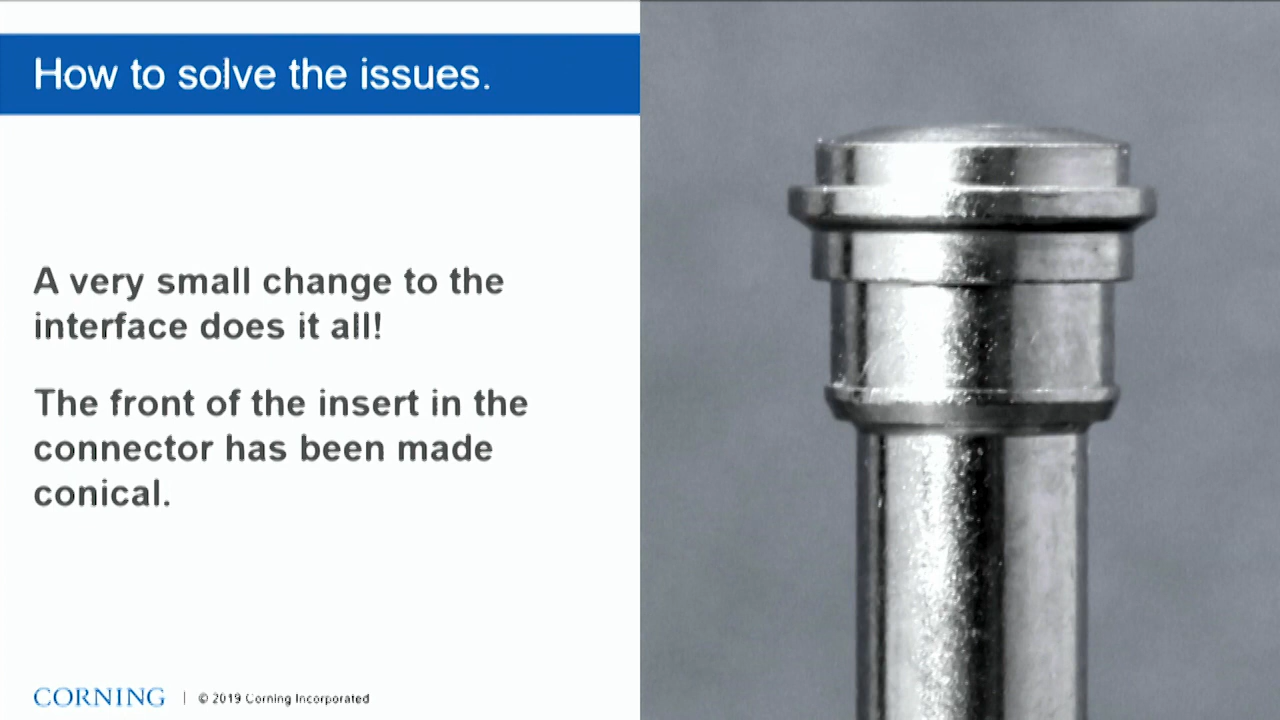 How to solve the issues.
A very small change to the
interface does it all!
The front of the insert in the
connector has been made
conical.
CORNING | © 2019 Corning Incorporated